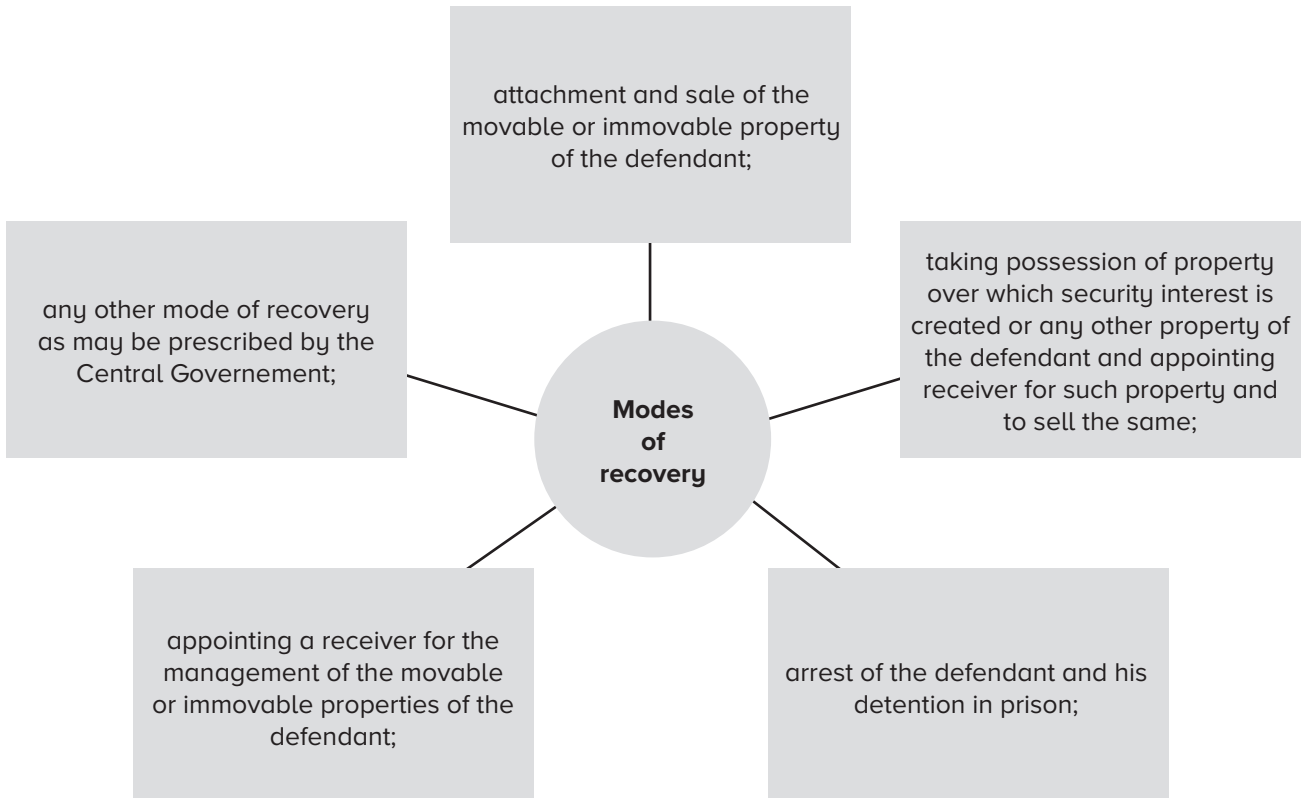 attachment and sale of the
movable or immovable property
of the defendant;
taking possession of property
over which security interest is
created or any other property of
the defendant and appointing
receiver for such property and
to sell the same;
any other mode of recovery
as may be prescribed by the
Central Governement;
Modes
of
recovery
appointing a receiver for the
management of the movable
or immovable properties of the
defendant;
arrest of the defendant and his
detention in prison;